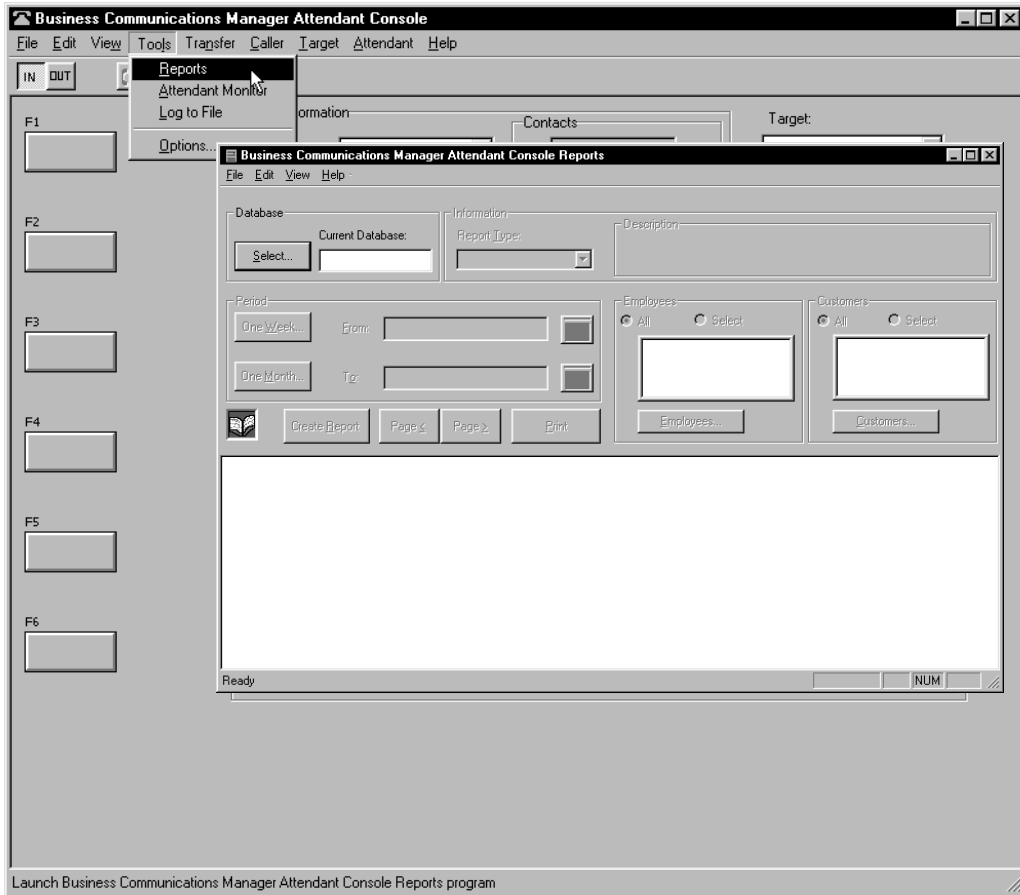 Business Communications Manager Attendant Console
File Edit View Tools Transfer Caller Target Attendant Help
IN OUT
Reports
Attendant Monitor
Log to File
Options...
ormation
Contacts
Target:
F1
F2
F3
F4
F5
F6
Business Communications Manager Attendant Console Reports
File Edit View Help
Database
Current Database:
Select...
Information
Report Type:
Description
Period
One Week...
From:
One Month...
To:
Employees
All Select
Employees...
Customers
All Select
Customers...
Create Report Page < Page > Print
Ready
NUM
Launch Business Communications Manager Attendant Console Reports program